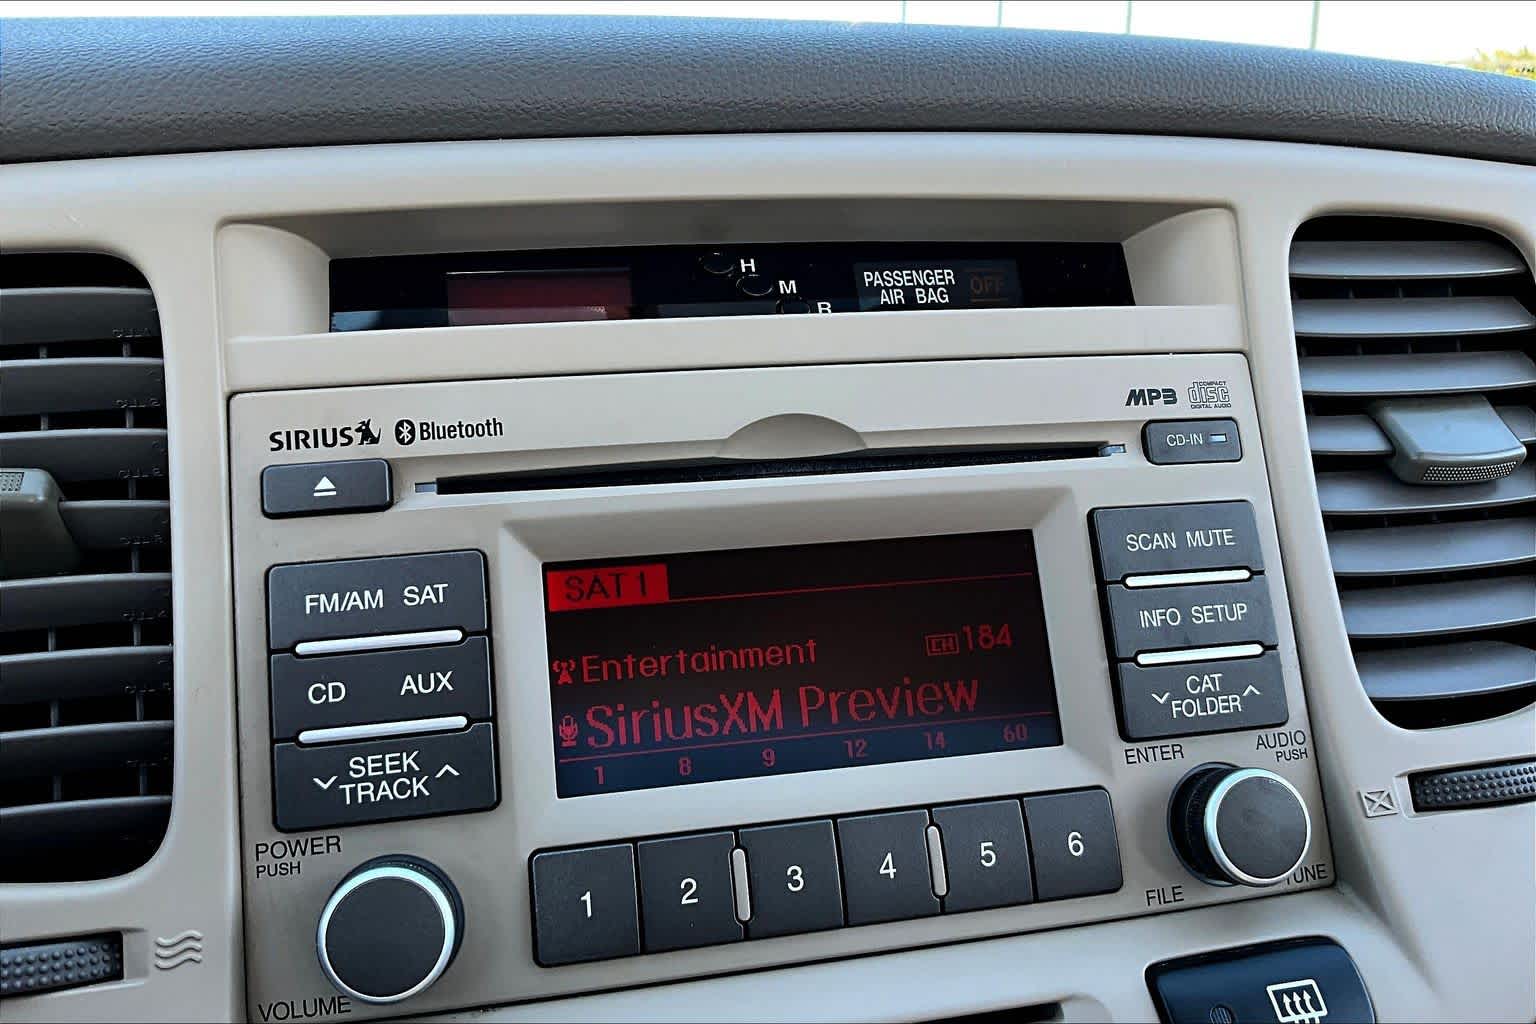 H
M
R
PASSENGER
AIR BAG OFF
MP3 COMPACT
disc
DIGITAL AUDIO
SIRIUS Bluetooth
CD-IN
FM/AM SAT
CD AUX
SEEK
TRACK
POWER
PUSH
VOLUME
SAT 1
Entertainment CH 184
SiriusXM Preview
1 8 9 12 14 60
1 2 3 4 5 6
SCAN MUTE
INFO SETUP
CAT
FOLDER
ENTER
AUDIO
PUSH
FILE
TUNE